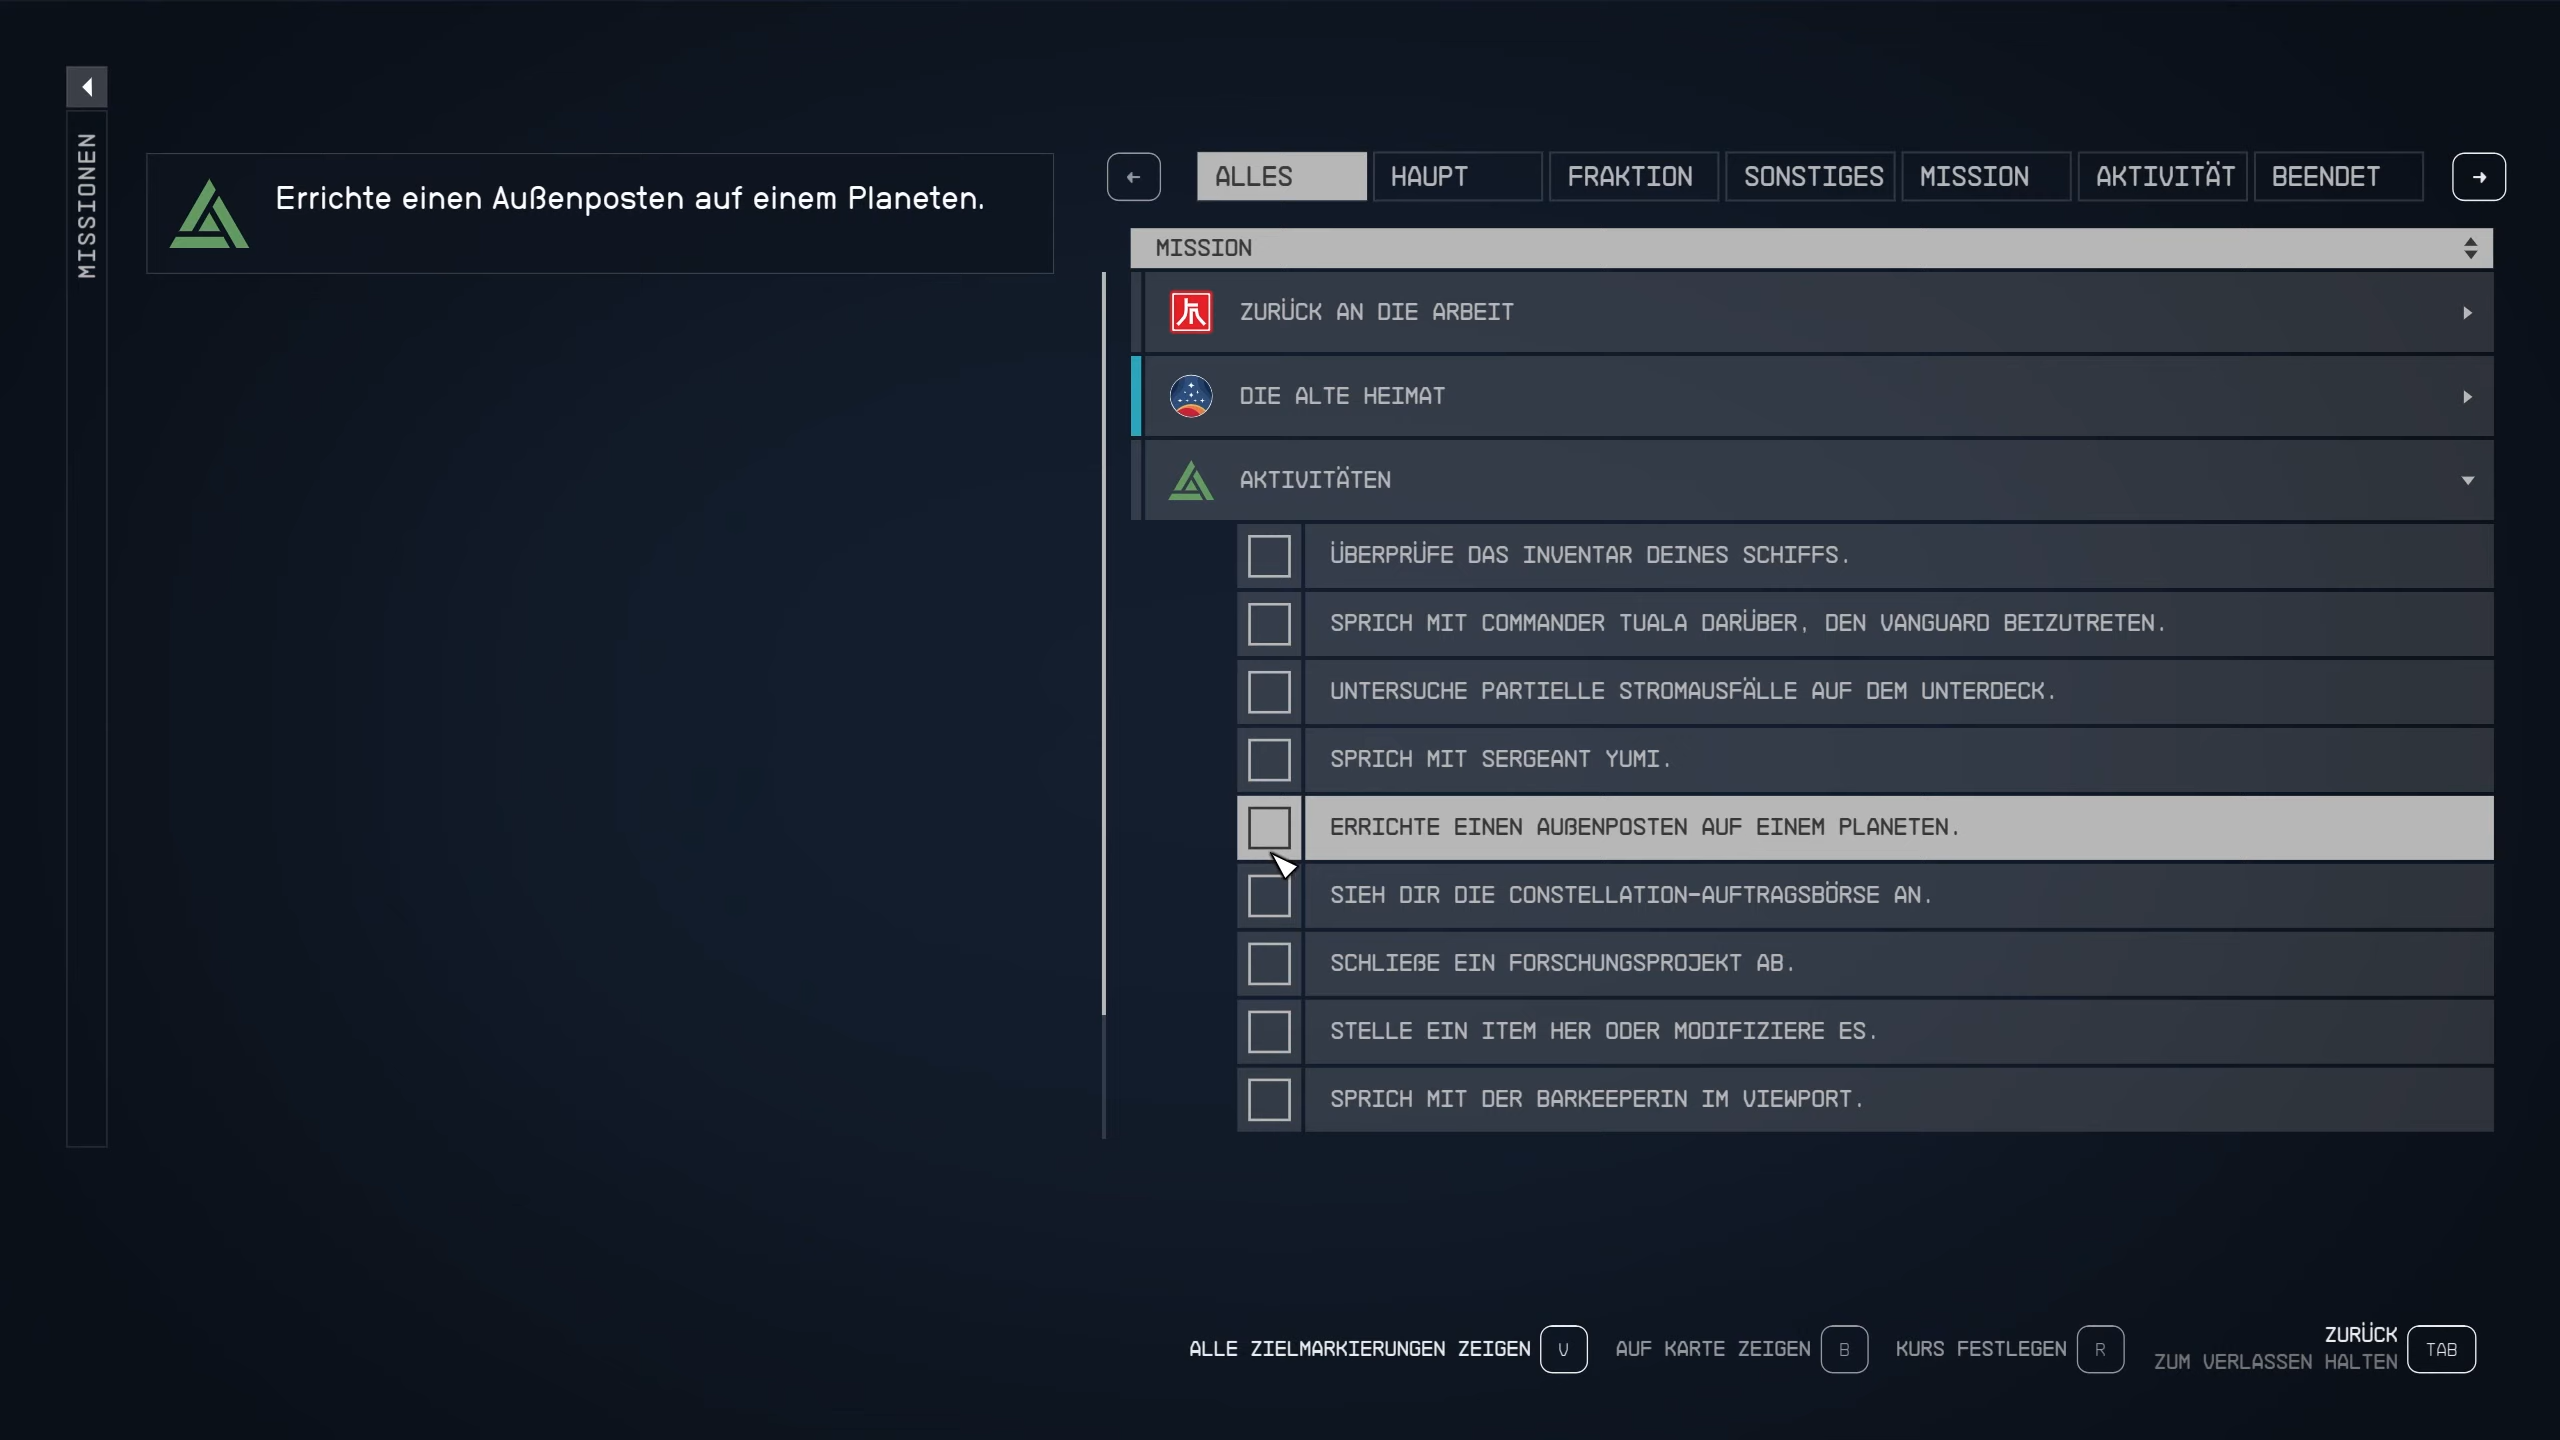 MISSIONEN
Errichte einen Außenposten auf einem Planeten.
ALLES HAUPT FRAKTION SONSTIGES MISSION AKTIVITÄT BEENDET
MISSION
ZURÜCK AN DIE ARBEIT
DIE ALTE HEIMAT
AKTIVITÄTEN
ÜBERPRÜFE DAS INVENTAR DEINES SCHIFFS.
SPRICH MIT COMMANDER TUALA DARÜBER, DEN VANGUARD BEIZUTRETEN.
UNTERSUCHE PARTIELLE STROMAUSFÄLLE AUF DEM UNTERDECK.
SPRICH MIT SERGEANT YUMI.
ERRICHTE EINEN AUßENPOSTEN AUF EINEM PLANETEN.
SIEH DIR DIE CONSTELLATION-AUFTRAGSBÖRSE AN.
SCHLIEßE EIN FORSCHUNGSPROJEKT AB.
STELLE EIN ITEM HER ODER MODIFIZIERE ES.
SPRICH MIT DER BARKEEPERIN IM VIEWPORT.
ALLE ZIELMARKIERUNGEN ZEIGEN V AUF KARTE ZEIGEN B KURS FESTLEGEN R ZURÜCK TAB
ZUM VERLASSEN HALTEN